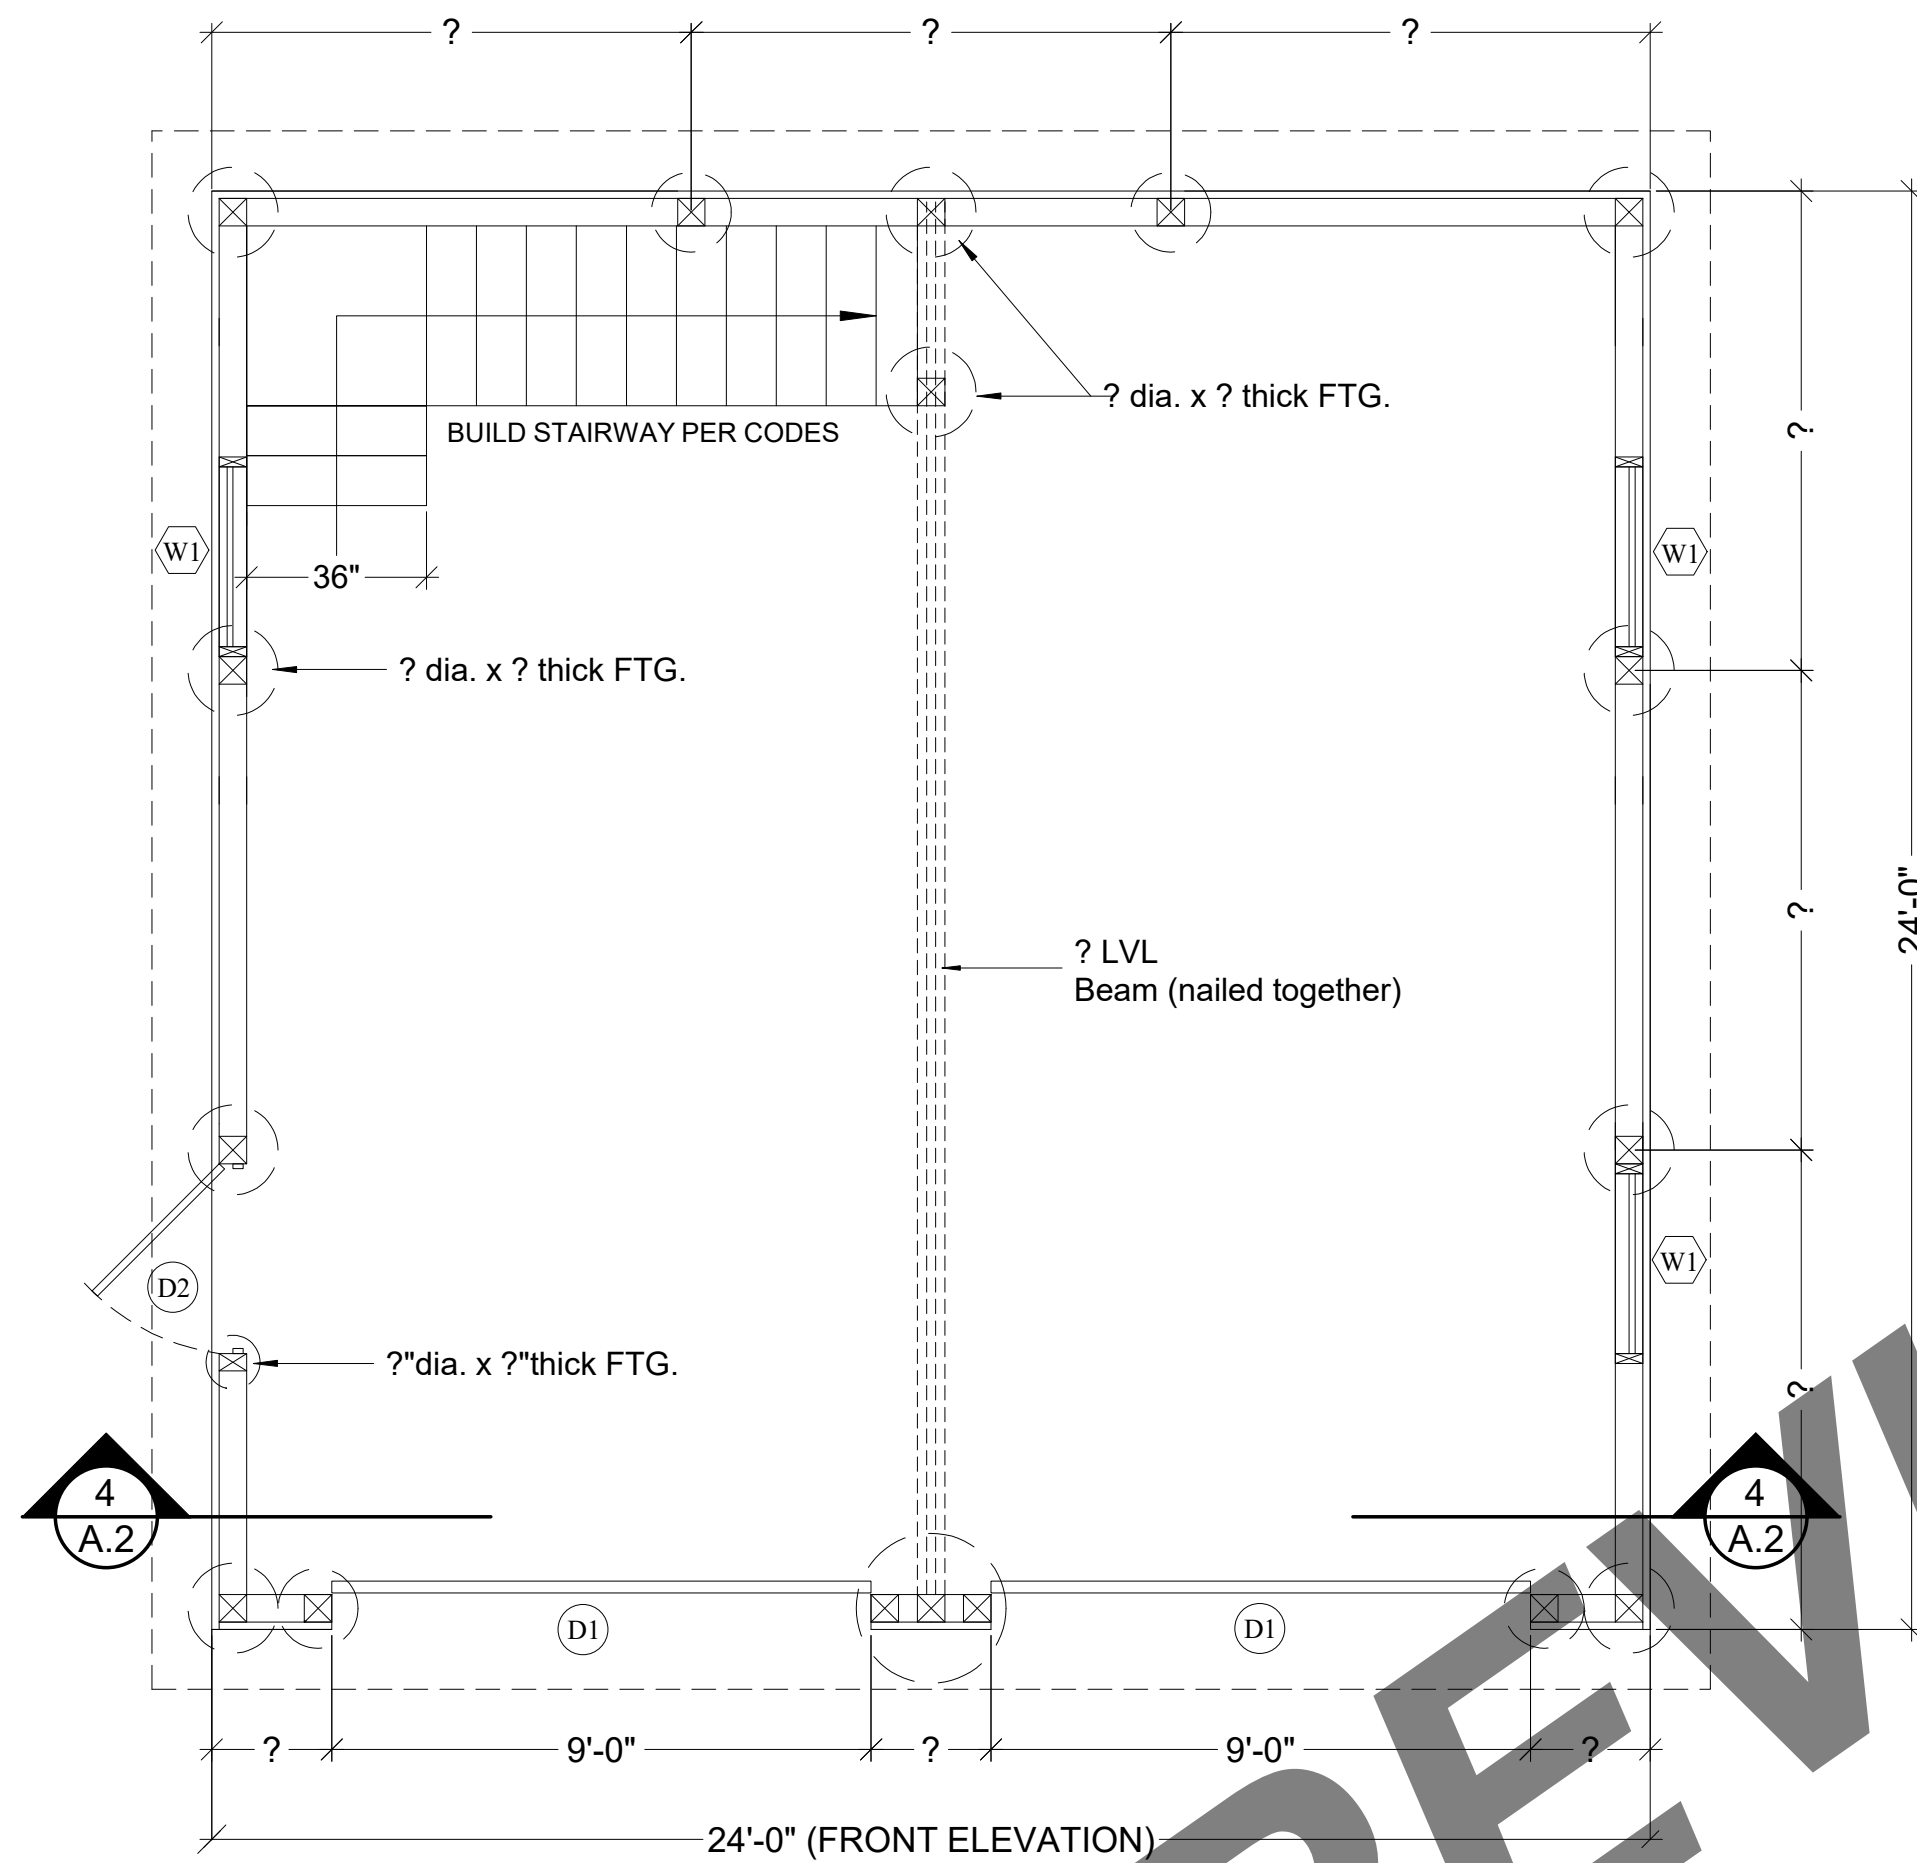 ? ? ?
? dia. x ? thick FTG.
BUILD STAIRWAY PER CODES
?
W1
W1
36"
? dia. x ? thick FTG.
? LVL
Beam (nailed together)
?
24'-0"
D2
W1
?"dia. x ?"thick FTG.
?
4
A.2
4
A.2
D1
D1
? 9'-0" ? 9'-0" ?
24'-0" (FRONT ELEVATION)